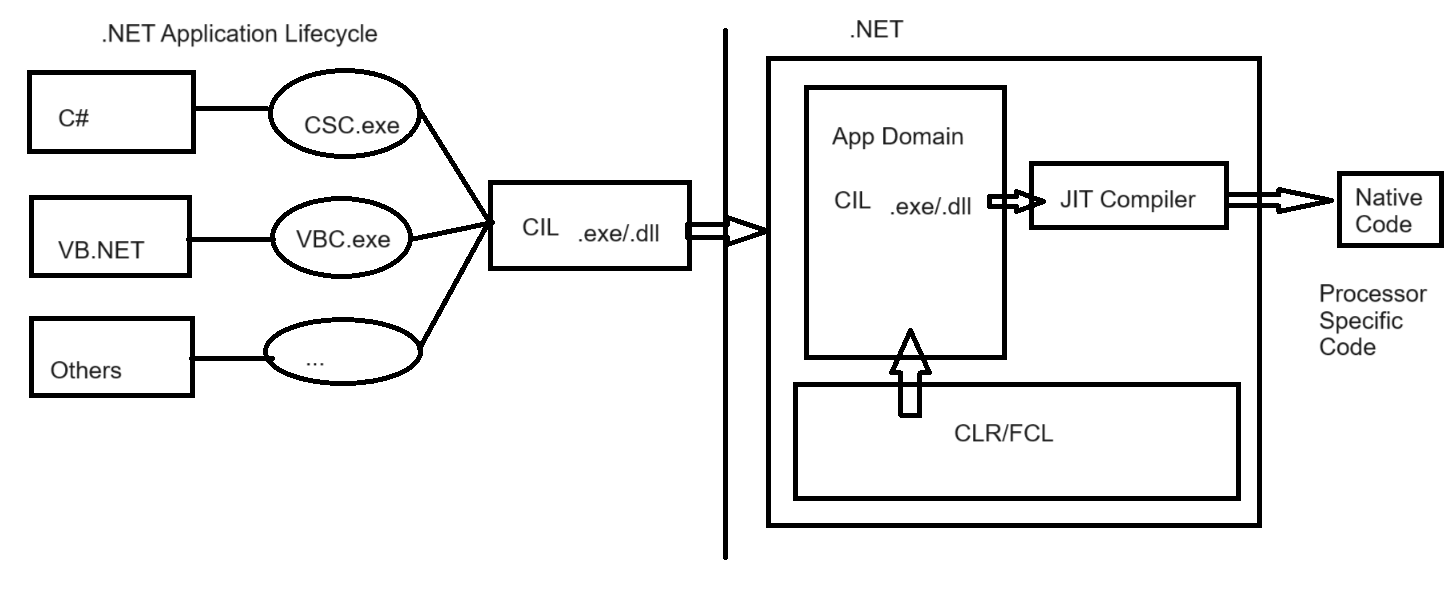 .NET Application Lifecycle
C#
CSC.exe
VB.NET
VBC.exe
Others
...
CIL .exe/.dll
.NET
App Domain
CIL .exe/.dll
JIT Compiler
CLR/FCL
Native
Code
Processor
Specific
Code